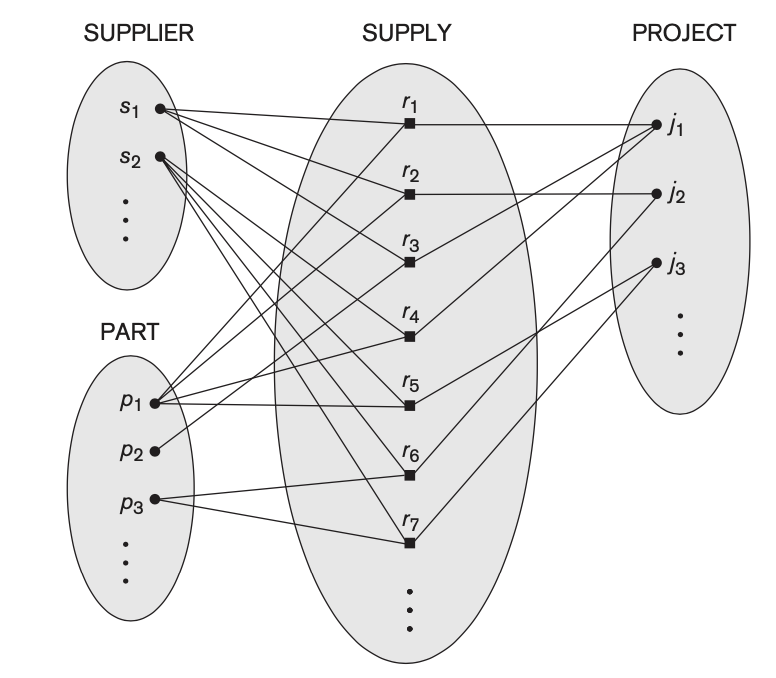 SUPPLIER
SUPPLY
PROJECT
s1
s2
PART
p1
p2
p3
r1
r2
r3
r4
r5
r6
r7
j1
j2
j3